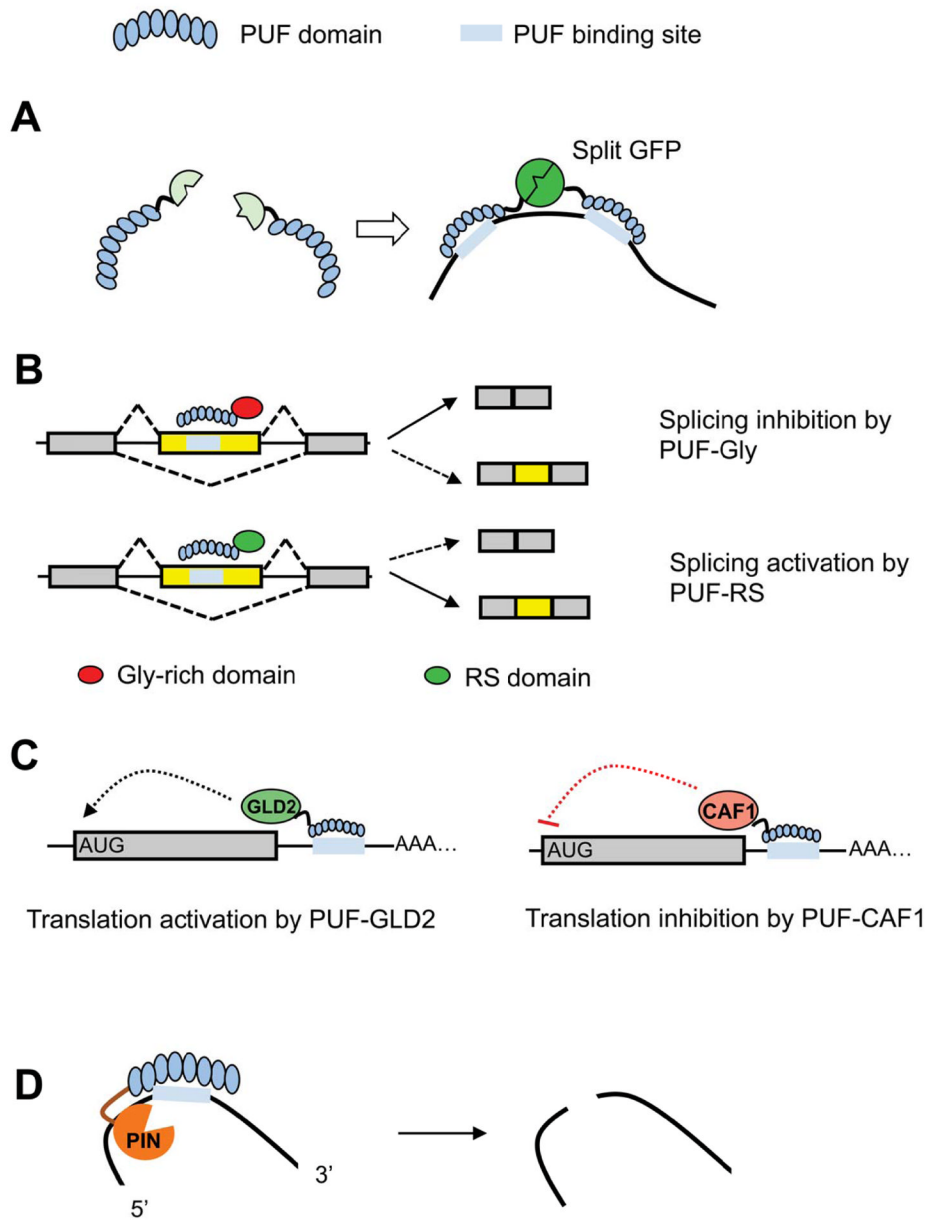 PUF domain
PUF binding site
A
Split GFP
B
Splicing inhibition by
PUF-Gly
Splicing activation by
PUF-RS
Gly-rich domain
RS domain
C
GLD2
AUG
AAA...
Translation activation by PUF-GLD2
CAF1
AUG
AAA...
Translation inhibition by PUF-CAF1
D
PIN
5’
3’